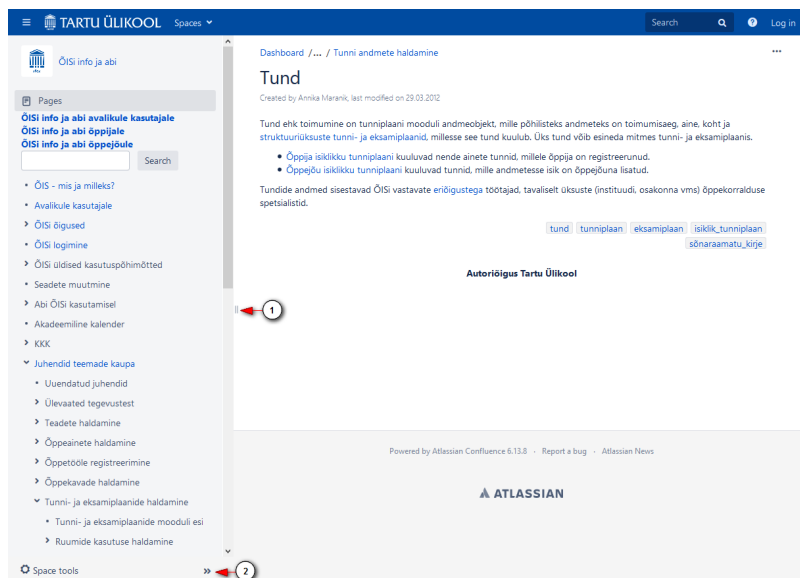 TARTU ÜLIKOOL Spaces Search Log in
ÕISi info ja abi
Pages
ÕISi info ja abi avalikule kasutajale
ÕISi info ja abi õppijale
ÕISi info ja abi õppejõule
Search
ÕIS - mis ja milleks?
Avalikule kasutajale
ÕISi õigused
ÕISi logimine
ÕISi üldised kasutuspõhimõtted
Seadete muutmine
Abi ÕISi kasutamisel
Akadeemiline kalender
KKK
Juhendid teemade kaupa
Uuendatud juhendid
Ülevaated tegevustest
Teadete haldamine
Õppeainete haldamine
Õppetööle registreerimine
Õppekavade haldamine
Tunni- ja eksamiplaanide haldamine
Tunni- ja eksamiplaanide mooduli esi
Ruumide kasutuse haldamine
Space tools
2
Dashboard /... / Tunni andmete haldamine
Tund
Created by Annika Maranik, last modified on 29.03.2012
Tund ehk toimumine on tunniplaani mooduli andmeobjekt, mille põhilisteks andmeteks on toimumisaeg, aine, koht ja
struktuuriüksuste tunni- ja eksamiplaanid, millesse see tund kuulub. Üks tund võib esineda mitmes tunni- ja eksamiplaanis.
Õppija isiklikku tunniplaani kuuluvad nende ainete tunnid, millele õppija on registreerunud.
Õppejõu isiklikku tunniplaani kuuluvad tunnid, mille andmetesse isik on õppejõuna lisatud.
Tundide andmed sisestavad ÕISi vastavate eriõigustega töötajad, tavaliselt üksuste (instituudi, osakonna vms) õppekorralduse
spetsialistid.
tund tunniplaan eksamiplaan isiklik_tunniplaan
sõnaraamatu_kirje
Autoriõigus Tartu Ülikool
1
Powered by Atlassian Confluence 6.13.8 · Report a bug · Atlassian News
ATLASSIAN